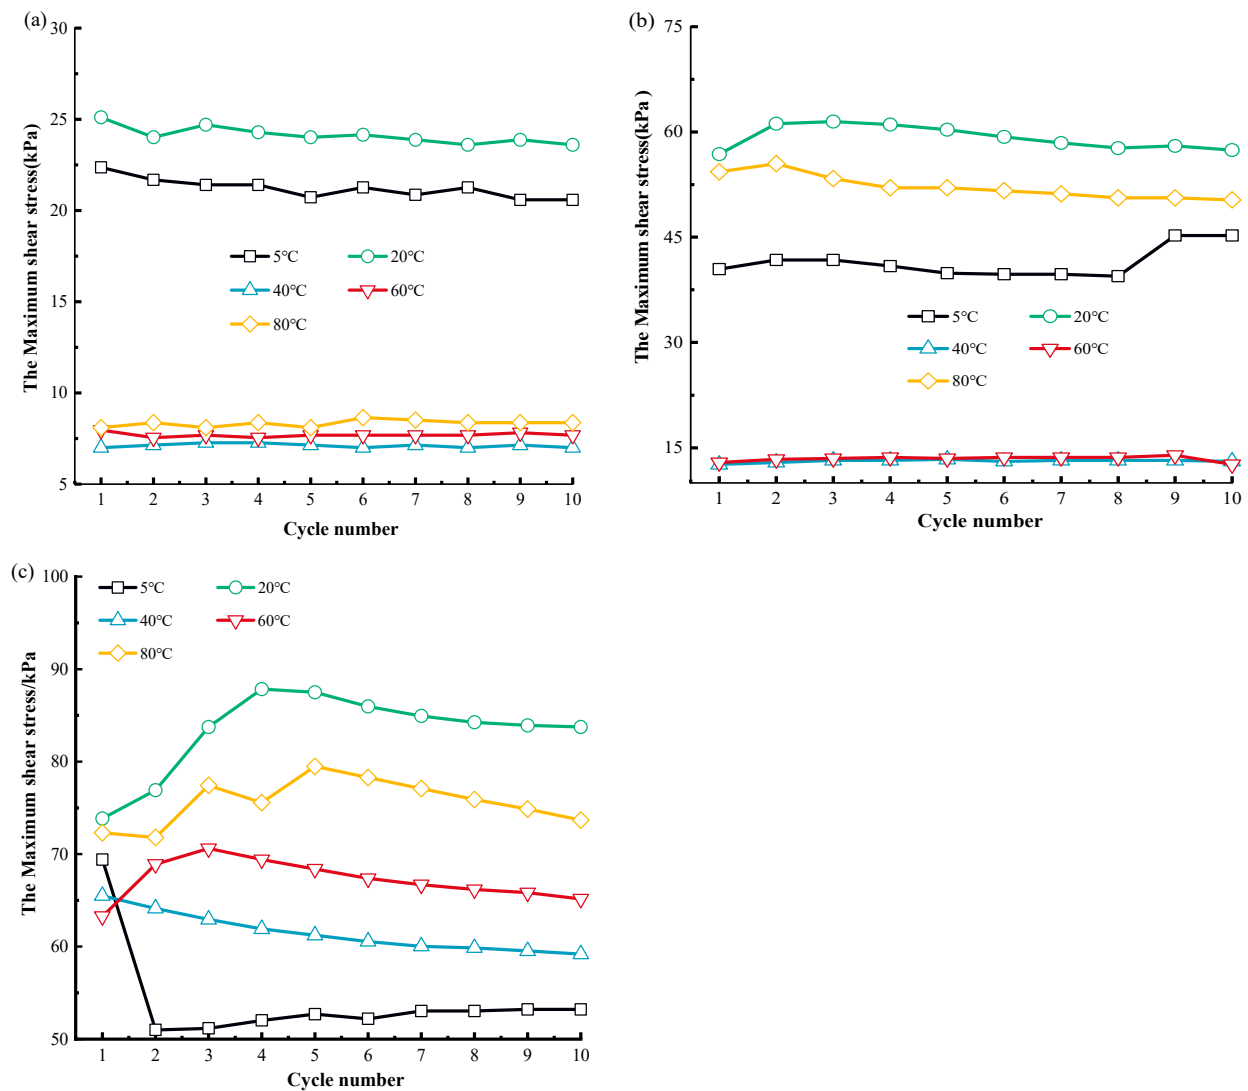 (a)
30
25
20
15
10
5
The Maximum shear stress(kPa)
5℃
20℃
40℃
60℃
80℃
1 2 3 4 5 6 7 8 9 10
Cycle number
(b)
75
60
45
30
15
The Maximum shear stress(kPa )
5℃
20℃
40℃
60℃
80℃
1 2 3 4 5 6 7 8 9 10
Cycle number
(c)
100
90
80
70
60
50
The Maximum shear stress/kPa
5℃
20℃
40℃
60℃
80℃
1 2 3 4 5 6 7 8 9 10
Cycle number